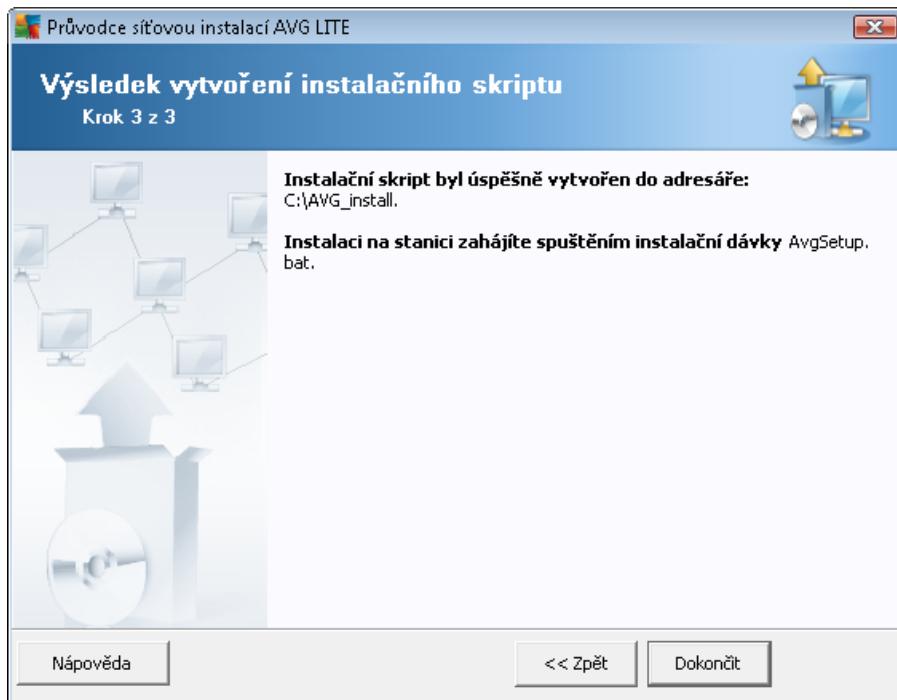 Průvodce síťovou instalací AVG LITE
Výsledek vytvoření instalačního skriptu
Krok 3 z 3
Instalační skript byl úspěšně vytvořen do adresáře:
C:\AVG_install.
Instalaci na stanici zahájíte spuštěním instalační dávky AvgSetup.
bat.
Nápověda
<< Zpět
Dokončit